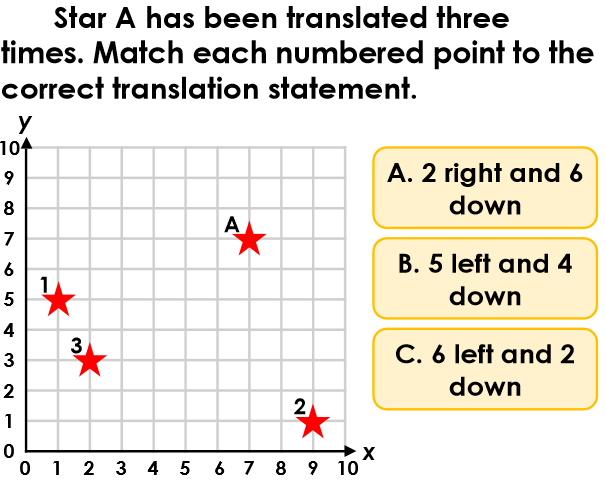 Star A has been translated three
times. Match each numbered point to the
correct translation statement.
y
10
9
8
7
6
5
4
3
2
1
0
A
1
3
2
0 1 2 3 4 5 6 7 8 9 10 x
A. 2 right and 6
down
B. 5 left and 4
down
C. 6 left and 2
down